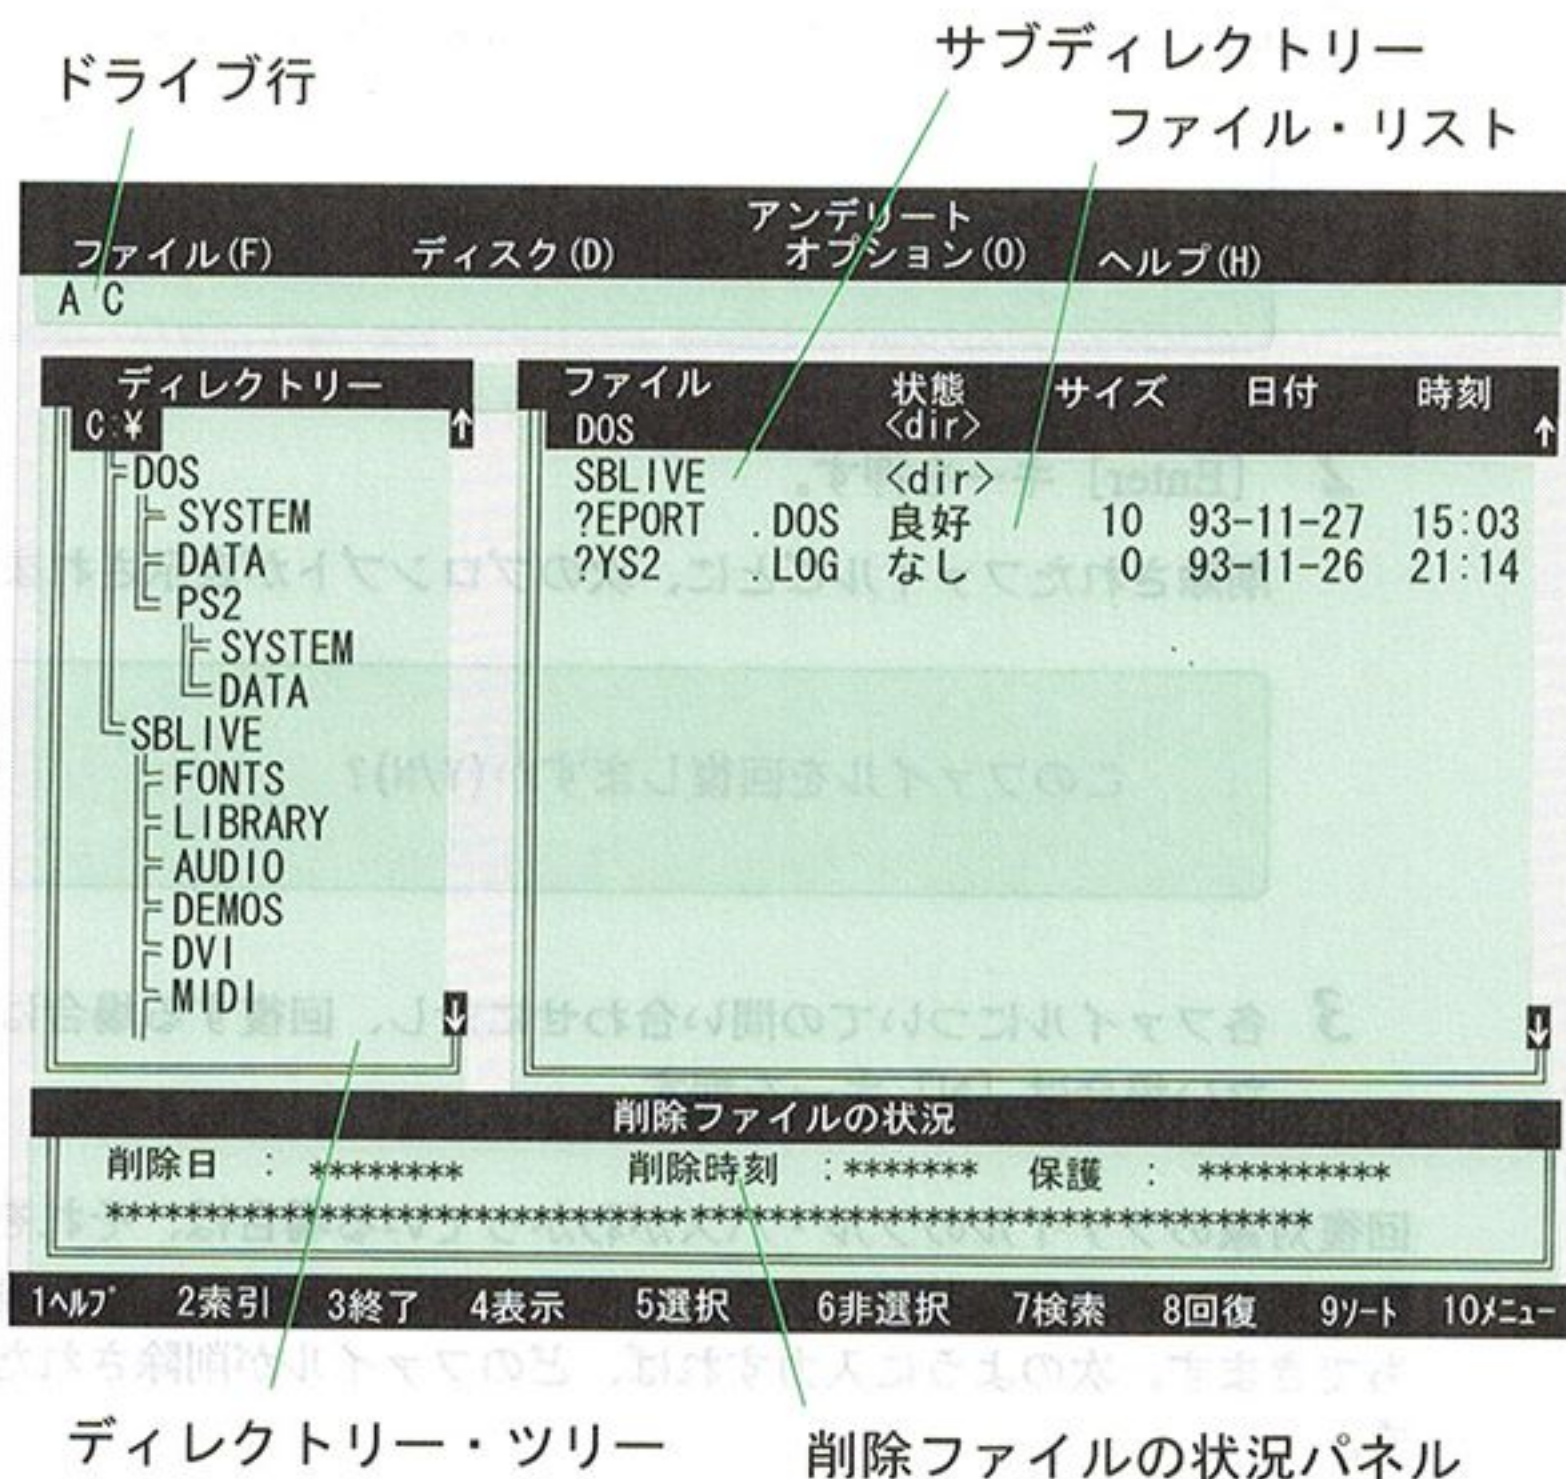 サブディレクトリー
ドライブ行
ファイル・リスト
アンデリート
ファイル(F) ディスク(D) オプション(O) ヘルプ(H)
A C
ディレクトリー
C:¥
DOS
SYSTEM
DATA
PS2
SYSTEM
DATA
SBLIVE
FONTS
LIBRARY
AUDIO
DEMOS
DVI
MIDI
ファイル 状態 サイズ 日付 時刻
DOS <dir>
SBLIVE <dir>
?EPORT .DOS 良好 10 93-11-27 15:03
?YS2 .LOG なし 0 93-11-26 21:14
削除ファイルの状況
削除日 : ******** 削除時刻 :******* 保護 : **********
**************************************************************
1ヘルプ 2索引 3終了 4表示 5選択 6非選択 7検索 8回復 9ソート 10メニュー
ディレクトリー・ツリー
削除ファイルの状況パネル